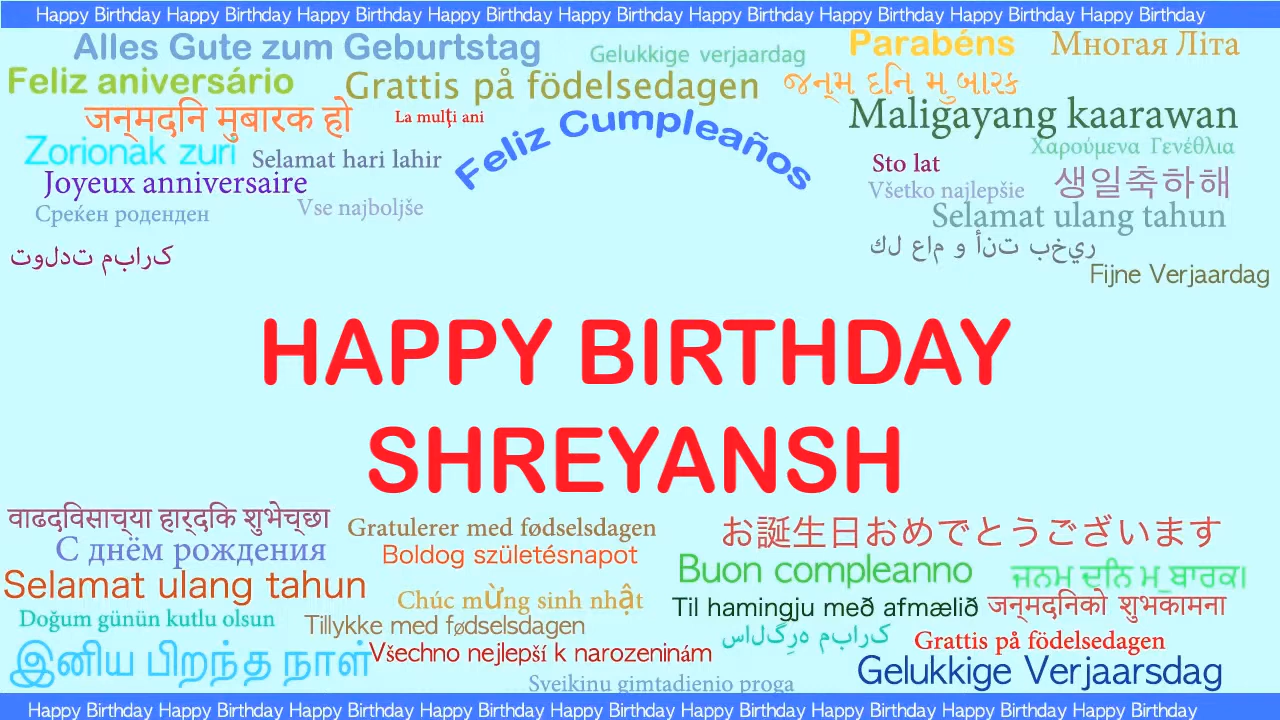 Happy Birthday Happy Birthday Happy Birthday Happy Birthday Happy Birthday Happy Birthday Happy Birthday Happy Birthday Happy Birthday
Alles Gute zum Geburtstag
Gelukkige verjaardag
Parabéns
Многая Літа
Feliz aniversário
Grattis på födelsedagen
જન્મ દિન મુબારક
जन्मदिन मुबारक हो
La mulţi ani
Feliz Cumpleaños
Maligayang kaarawan
Zorionak zuri
Selamat hari lahir
Χαρούμενα Γενέθλια
Sto lat
Joyeux anniversaire
Všetko najlepšie
생일축하해
Среќен роденден
Vse najboljše
Selamat ulang tahun
تولدت مبارک
كل عام و أنت بخير
Fijne Verjaardag
HAPPY BIRTHDAY
SHREYANSH
वाढदविसाच्या हार्दकि शुभेच्छा
Gratulerer med fødselsdagen
お誕生日おめでとうございます
С днём рождения
Boldog születésnapot
Buon compleanno
ਜਨਮ ਦਿਨ ਮੁਬਾਰਕ।
Selamat ulang tahun
Chúc mừng sinh nhật
Til hamingju með afmælið
जन्मदनिको शुभकामना
Doğum günün kutlu olsun
Tillykke med fødselsdagen
سالگِرہ مبارک
Grattis på födelsedagen
இனிய பிறந்த நாள்
Všechno nejlepší k narozeninám
Gelukkige Verjaarsdag
Sveikinu gimtadienio proga
Happy Birthday Happy Birthday Happy Birthday Happy Birthday Happy Birthday Happy Birthday Happy Birthday Happy Birthday Happy Birthday